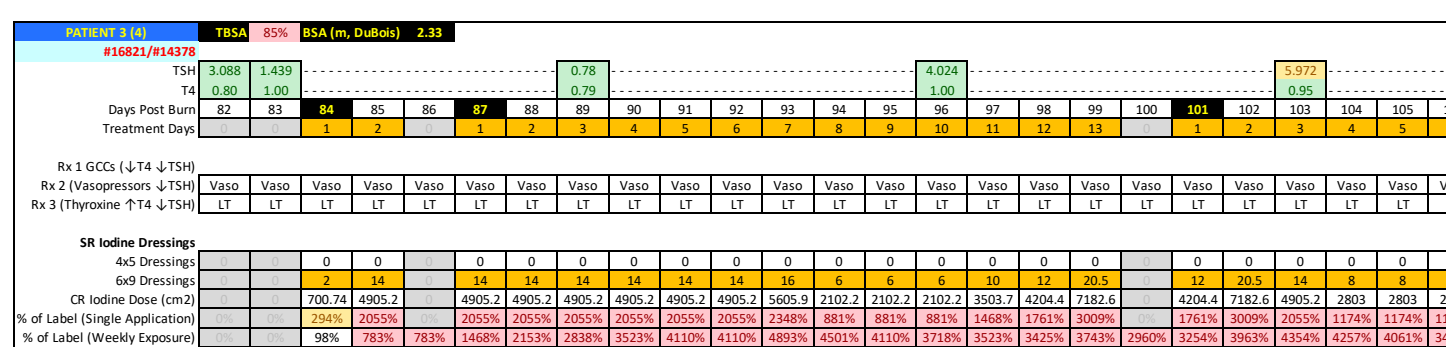 PATIENT 3 (4) TBSA 85% BSA (m, DuBois) 2.33
#16821/#14378
TSH 3.088 1.439 0.78 4.024 5.972
T4 0.80 1.00 0.79 1.00 0.95
Days Post Burn 82 83 84 85 86 87 88 89 90 91 92 93 94 95 96 97 98 99 100 101 102 103 104 105
Treatment Days 0 0 1 2 0 1 2 3 4 5 6 7 8 9 10 11 12 13 0 1 2 3 4 5
Rx 1 GCCs (↓T4 ↓TSH)
Rx 2 (Vasopressors ↓TSH) Vaso Vaso Vaso Vaso Vaso Vaso Vaso Vaso Vaso Vaso Vaso Vaso Vaso Vaso Vaso Vaso Vaso Vaso Vaso Vaso Vaso Vaso Vaso Vaso
Rx 3 (Thyroxine ↑T4 ↓TSH) LT LT LT LT LT LT LT LT LT LT LT LT LT LT LT LT LT LT LT LT LT LT LT LT
SR Iodine Dressings
4x5 Dressings 0 0 0 0 0 0 0 0 0 0 0 0 0 0 0 0 0 0 0 0 0 0 0 0
6x9 Dressings 0 0 2 14 0 14 14 14 14 14 14 16 6 6 6 10 12 20.5 0 12 20.5 14 8 8
CR Iodine Dose (cm2) 0 0 700.74 4905.2 0 4905.2 4905.2 4905.2 4905.2 4905.2 4905.2 5605.9 2102.2 2102.2 2102.2 3503.7 4204.4 7182.6 0 4204.4 7182.6 4905.2 2803 2803
% of Label (Single Application) 0% 0% 294% 2055% 0% 2055% 2055% 2055% 2055% 2055% 2055% 2348% 881% 881% 881% 1468% 1761% 3009% 0% 1761% 3009% 2055% 1174% 1174%
% of Label (Weekly Exposure) 0% 0% 98% 783% 783% 1468% 2153% 2838% 3523% 4110% 4110% 4893% 4501% 4110% 3718% 3523% 3425% 3743% 2960% 3254% 3963% 4354% 4257% 4061%